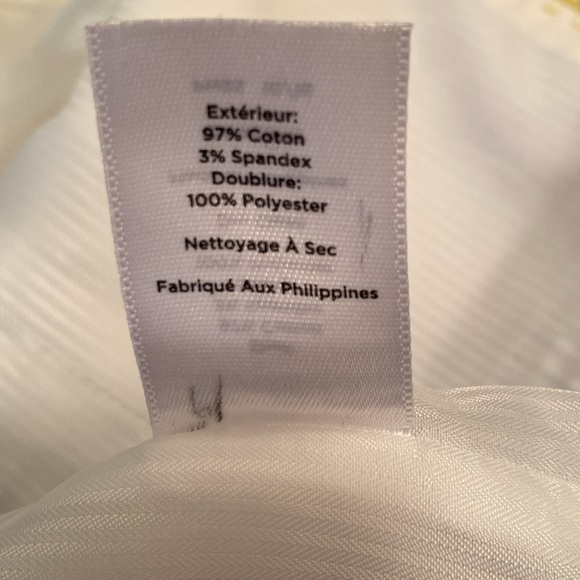 Extérieur:
97% Coton
3% Spandex
Doublure:
100% Polyester
Nettoyage À Sec
Fabriqué Aux Philippines